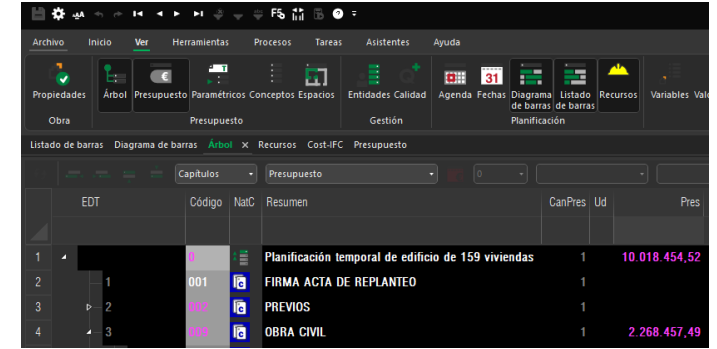 F5
Archivo Inicio Ver Herramientas Procesos Tareas Asistentes Ayuda
31
Propiedades Árbol Presupuesto Paramétricos Conceptos Espacios Entidades Calidad Agenda Fechas Diagrama de barras Listado de barras Recursos Variables
Obra Presupuesto Gestión Planificación
Listado de barras Diagrama de barras Árbol × Recursos Cost-IFC Presupuesto
Capítulos Presupuesto 0
EDT Código NatC Resumen CanPres Ud Pres
1 0 Planificación temporal de edificio de 159 viviendas 1 10.018.454,52
2 1 001 FIRMA ACTA DE REPLANTEO 1
3 2 002 PREVIOS 1
4 3 009 OBRA CIVIL 1 2.268.457,49